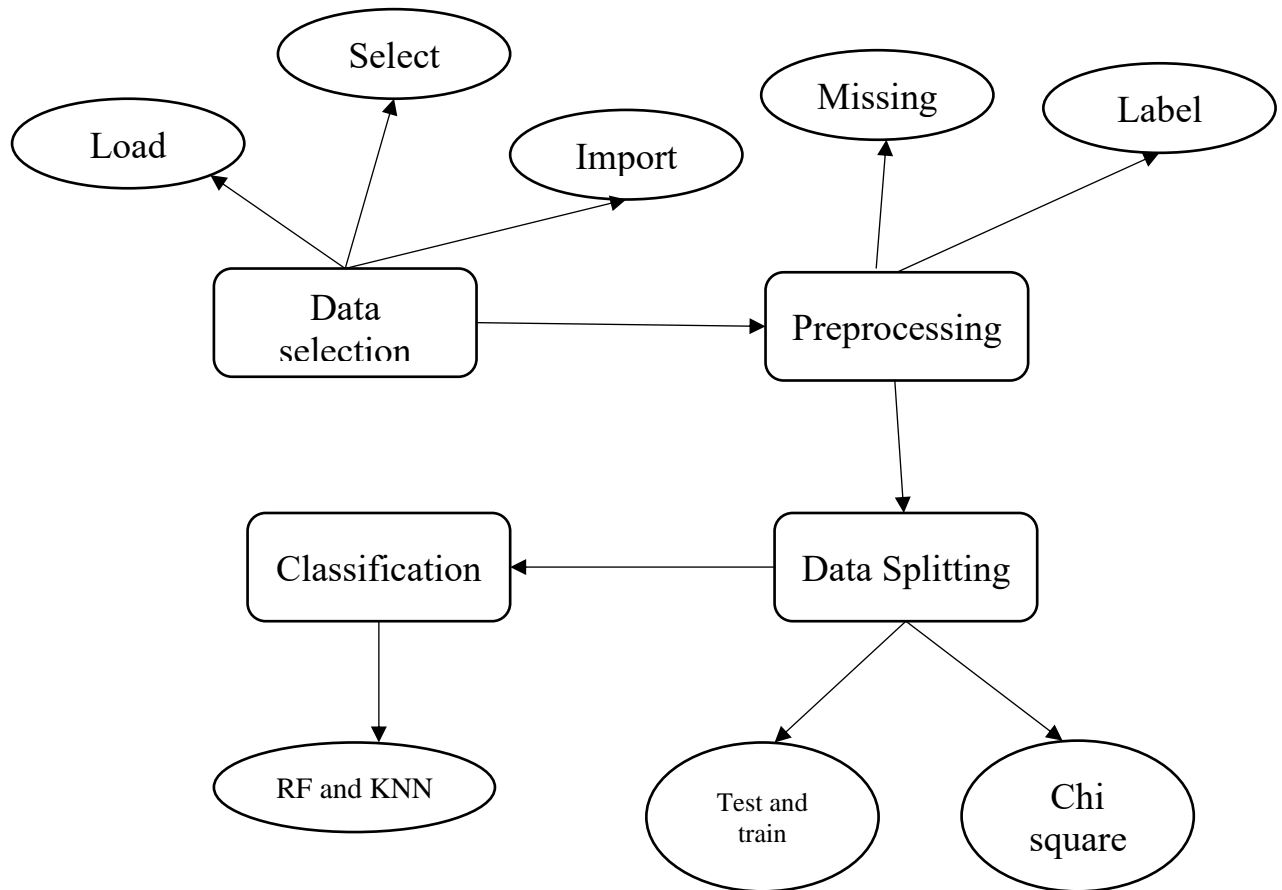 Select
Load
Import
Missing
Label
Data
selection
Preprocessing
Classification
Data Splitting
RF and KNN
Test and
train
Chi
square